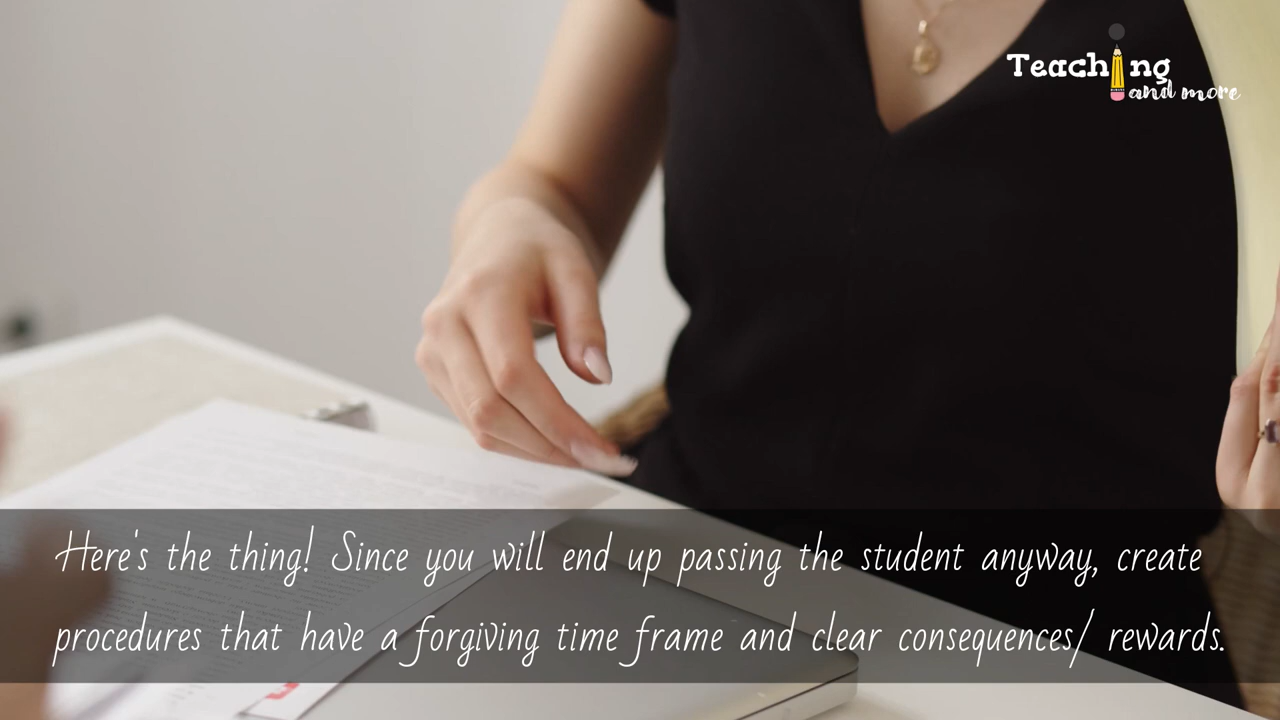 Teaching
and more
Here's the thing! Since you will end up passing the student anyway, create
procedures that have a forgiving time frame and clear consequences/ rewards.